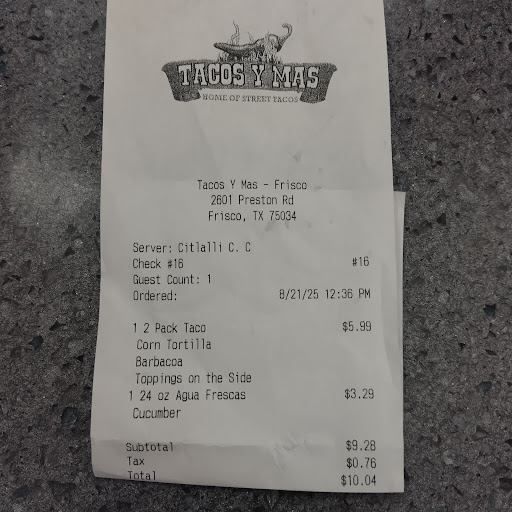 TACOS Y MAS
HOME OF STREET TACOS
Tacos Y Mas - Frisco
2601 Preston Rd
Frisco, TX 75034
Server: Citlalli C. C
Check #16 #16
Guest Count: 1
Ordered: 8/21/25 12:36 PM
1 2 Pack Taco $5.99
Corn Tortilla
Barbacoa
Toppings on the Side
1 24 oz Agua Frescas $3.29
Cucumber
Subtotal $9.28
Tax $0.76
Total $10.04